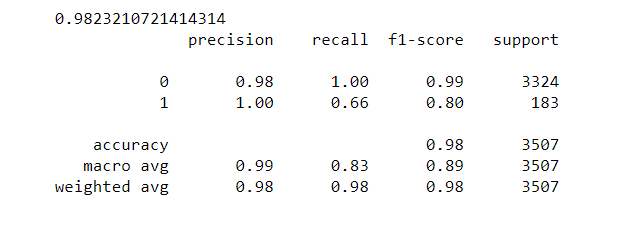 0.9823210721414314
precision recall f1-score support
0 0.98 1.00 0.99 3324
1 1.00 0.66 0.80 183
accuracy 0.98 3507
macro avg 0.99 0.83 0.89 3507
weighted avg 0.98 0.98 0.98 3507